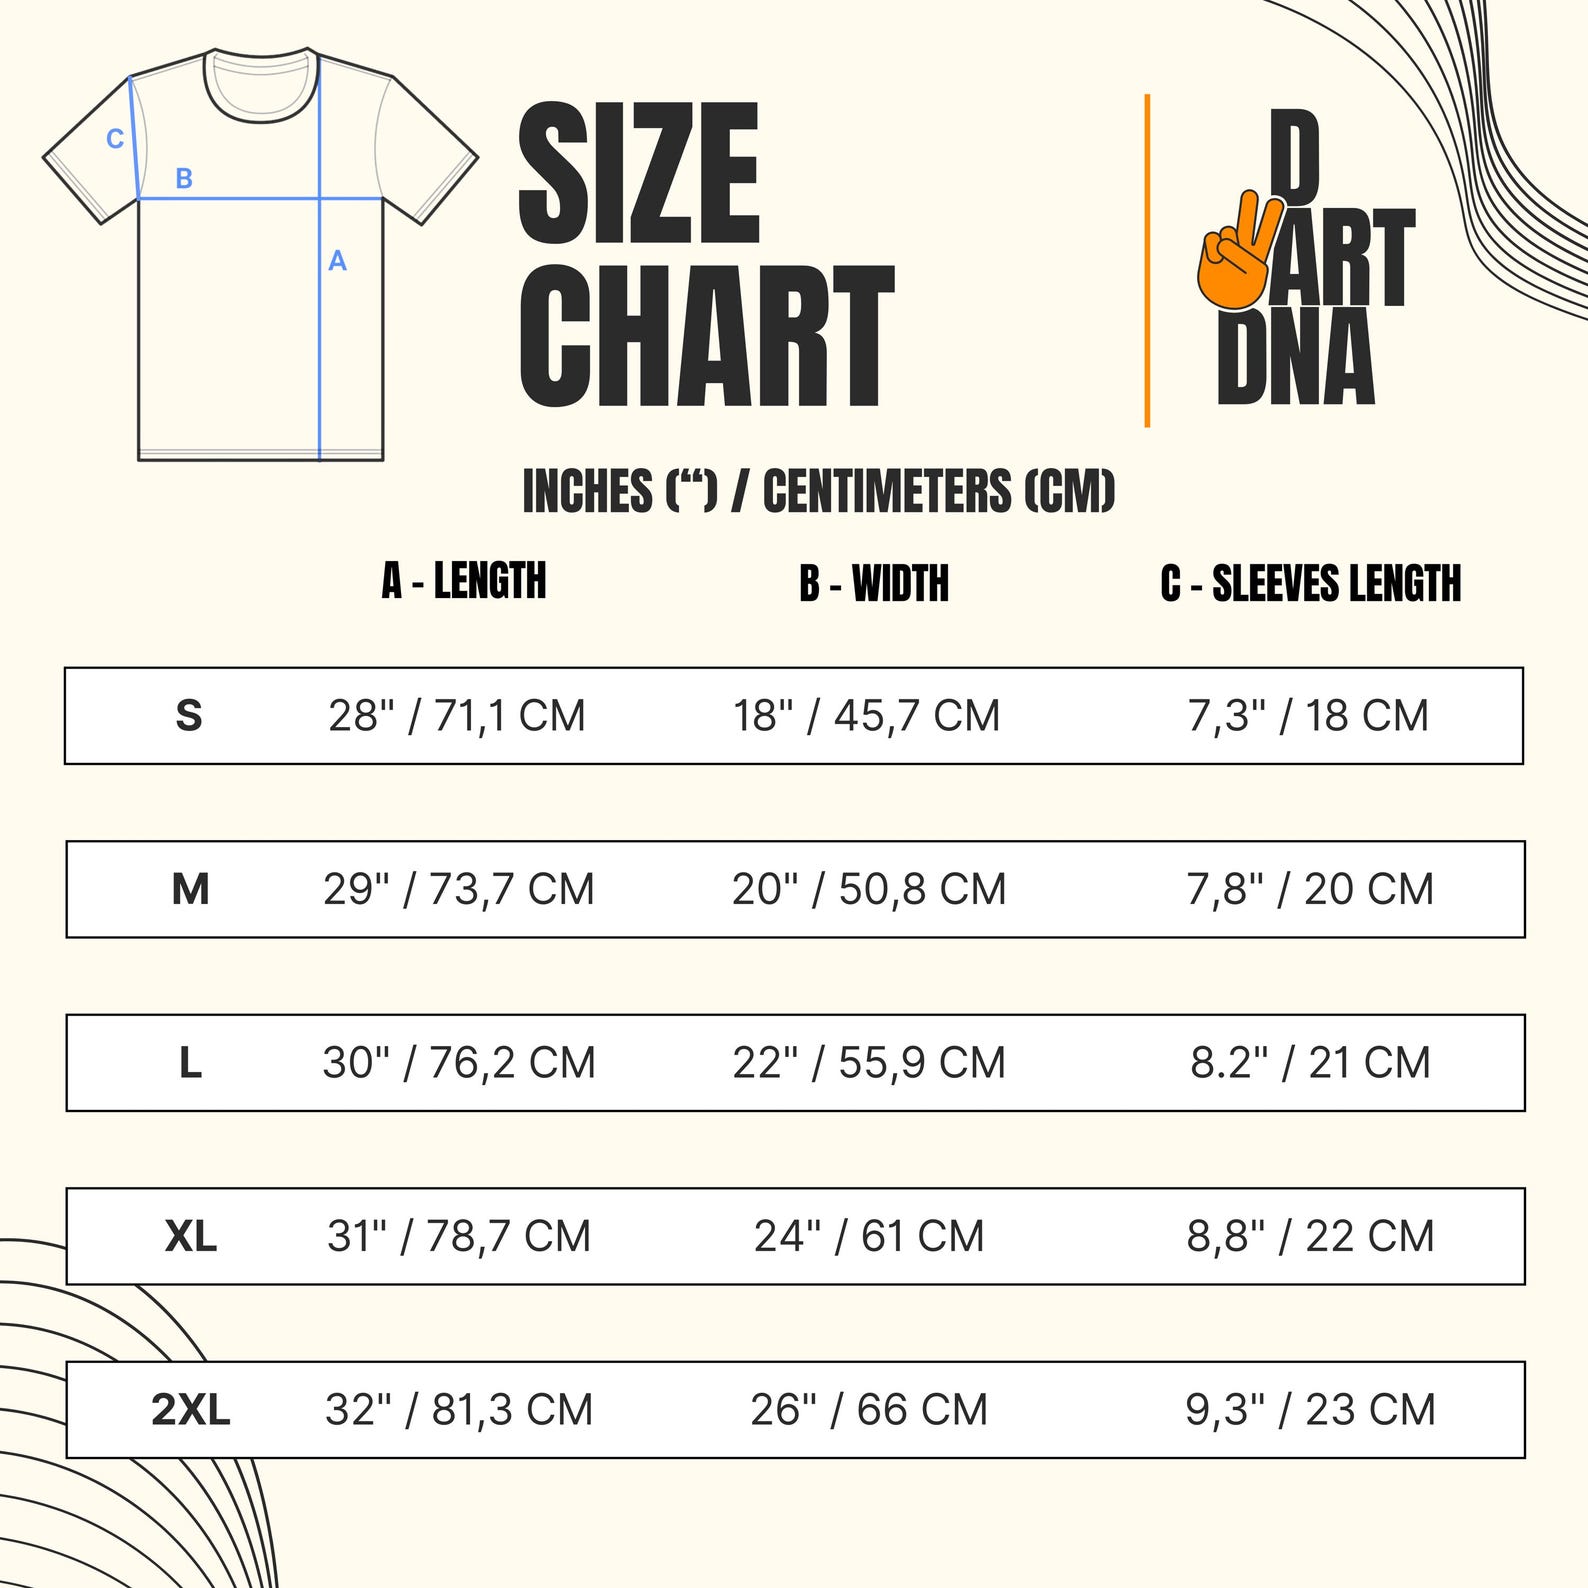 C
B
A
SIZE
CHART
D
ART
DNA
INCHES (“) / CENTIMETERS (CM)
A - LENGTH B - WIDTH C - SLEEVES LENGTH
S 28" / 71,1 CM 18" / 45,7 CM 7,3" / 18 CM
M 29" / 73,7 CM 20" / 50,8 CM 7,8" / 20 CM
L 30" / 76,2 CM 22" / 55,9 CM 8.2" / 21 CM
XL 31" / 78,7 CM 24" / 61 CM 8,8" / 22 CM
2XL 32" / 81,3 CM 26" / 66 CM 9,3" / 23 CM